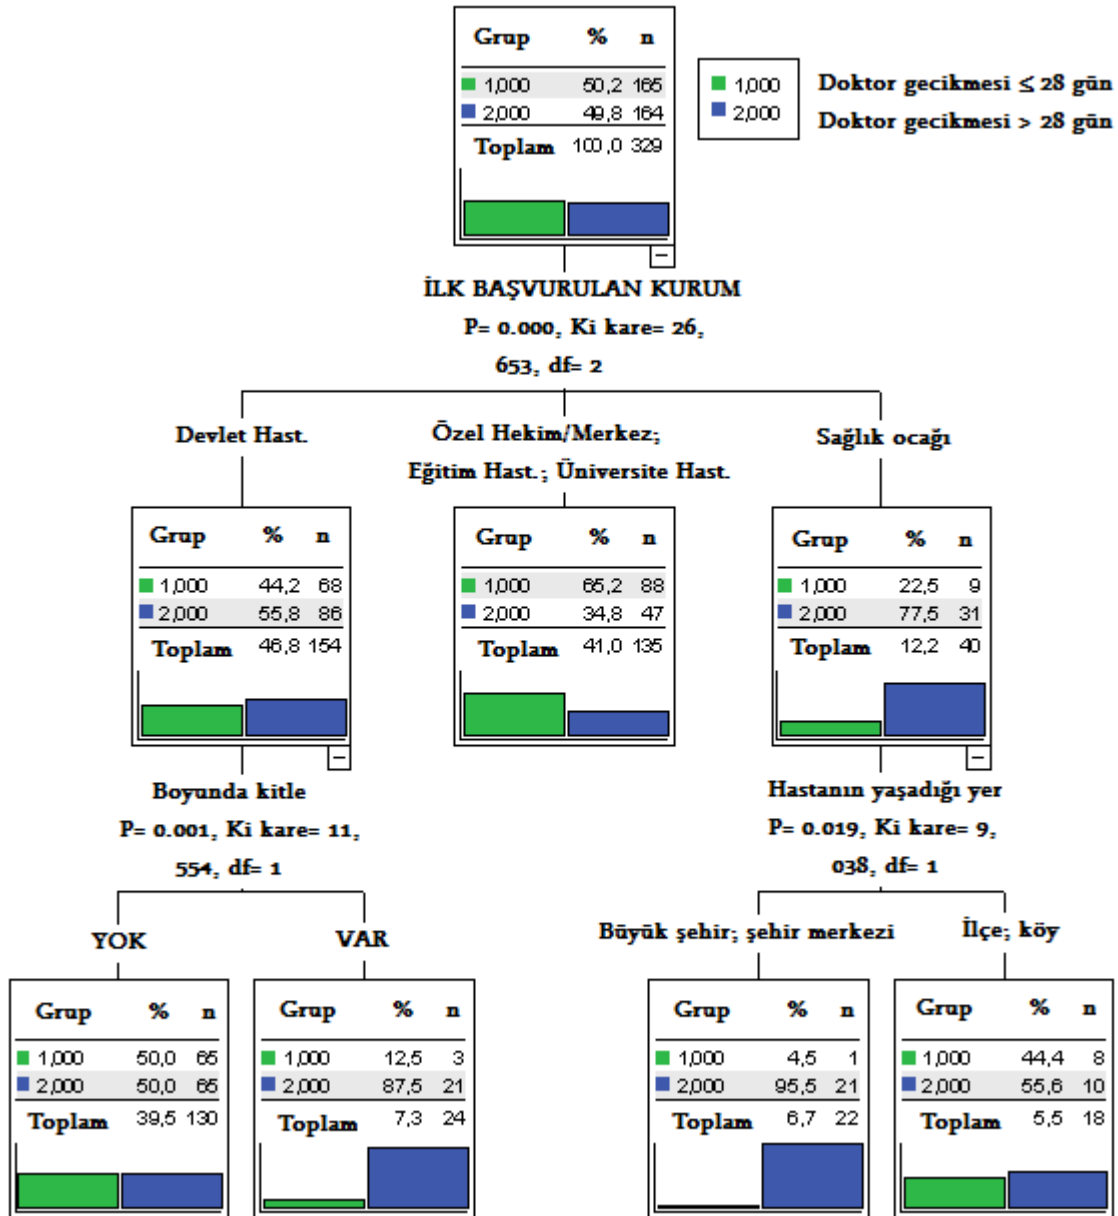 Grup % n
1,000 50,2 165
2,000 49,8 164
Toplam 100,0 329
1,000 Doktor gecikmesi ≤ 28 gün
2,000 Doktor gecikmesi > 28 gün
İLK BAŞVURULAN KURUM
P= 0.000, Ki kare= 26,
653, df= 2
Devlet Hast.
Grup % n
1,000 44,2 68
2,000 55,8 86
Toplam 46,8 154
Özel Hekim/Merkez;
Eğitim Hast.; Üniversite Hast.
Grup % n
1,000 65,2 88
2,000 34,8 47
Toplam 41,0 135
Sağlık ocağı
Grup % n
1,000 22,5 9
2,000 77,5 31
Toplam 12,2 40
Boyunda kitle
P= 0.001, Ki kare= 11,
554, df= 1
YOK
Grup % n
1,000 50,0 65
2,000 50,0 65
Toplam 39,5 130
VAR
Grup % n
1,000 12,5 3
2,000 87,5 21
Toplam 7,3 24
Hastanın yaşadığı yer
P= 0.019, Ki kare= 9,
038, df= 1
Büyük şehir; şehir merkezi
Grup % n
1,000 4,5 1
2,000 95,5 21
Toplam 6,7 22
İlçe; köy
Grup % n
1,000 44,4 8
2,000 55,6 10
Toplam 5,5 18